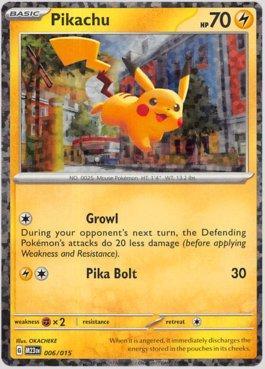 BASIC
Pikachu
HP 70
NO. 0025 Mouse Pokémon HT: 1'4" WT: 13.2 lbs.
Growl
During your opponent's next turn, the Defending
Pokémon's attacks do 20 less damage (before applying
Weakness and Resistance).
Pika Bolt 30
weakness ×2 resistance retreat
Illus. OKACHEKE
G M23 EN 006/015
When it is angered, it immediately
discharges the energy stored in the pouches in its cheeks.